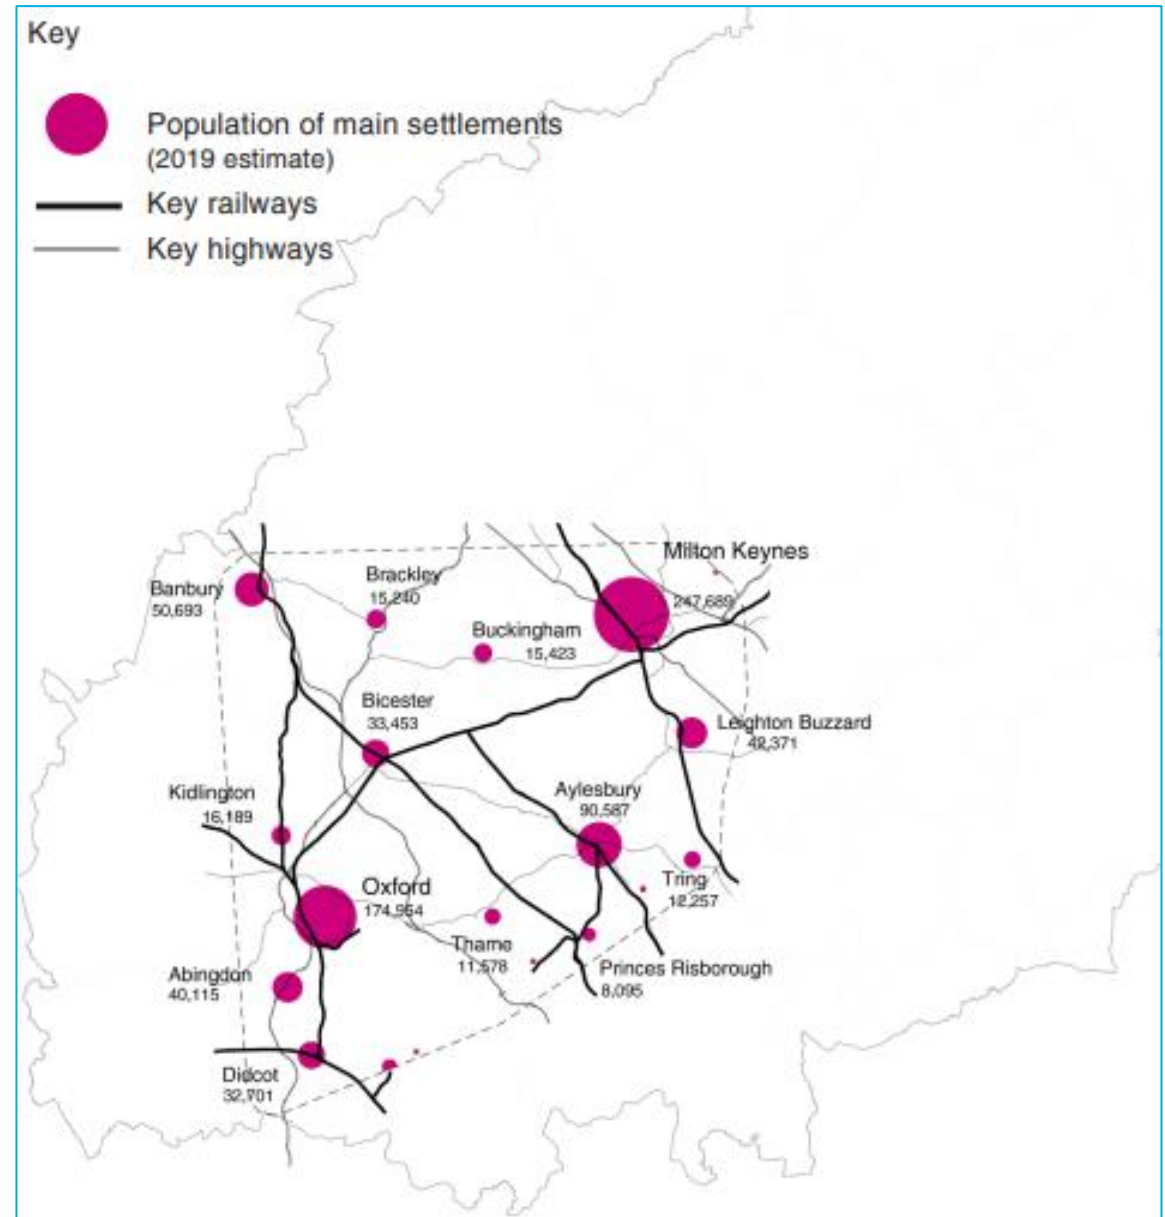 Key
Population of main settlements
(2019 estimate)
Key railways
Key highways
Milton Keynes
247,689
Banbury
50,693
Brackley
15,240
Buckingham
15,423
Bicester
33,453
Leighton Buzzard
42,371
Kidlington
16,189
Aylesbury
90,587
Oxford
174,954
Tring
12,257
Thame
11,578
Princes Risborough
8,095
Abingdon
40,115
Didcot
32,701